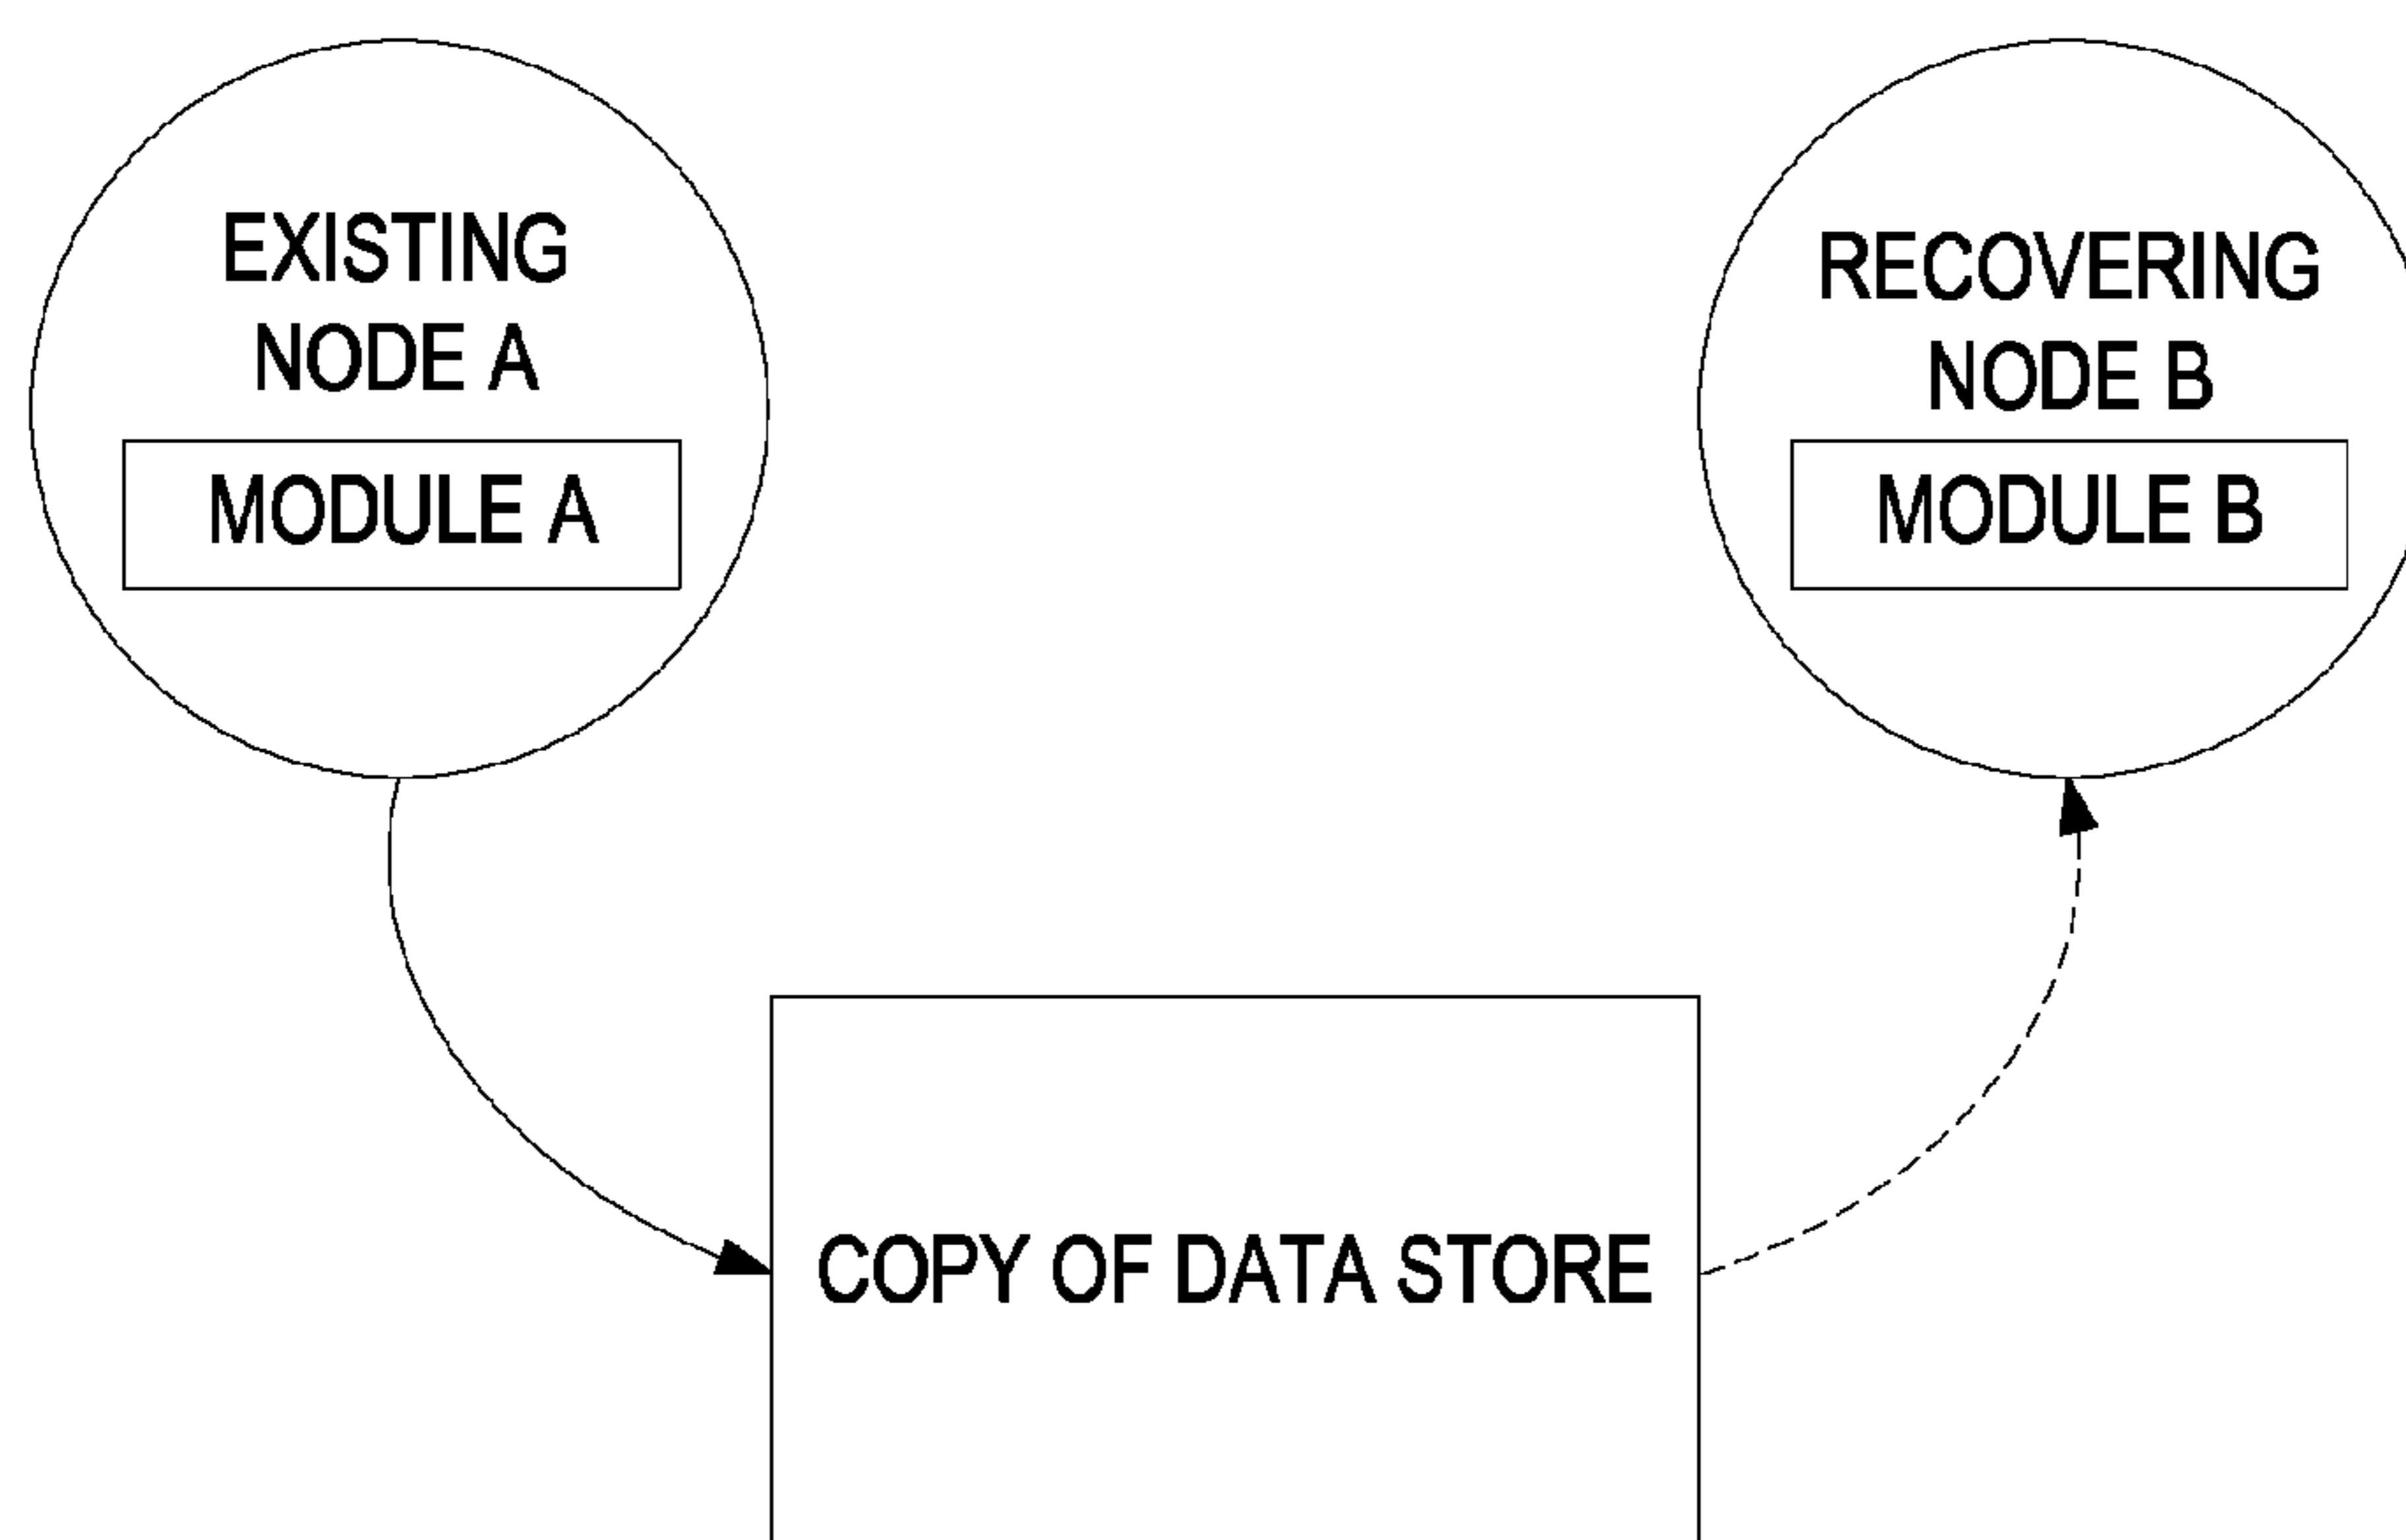 EXISTING
NODE A
MODULE A
RECOVERING
NODE B
MODULE B
COPY OF DATA STORE